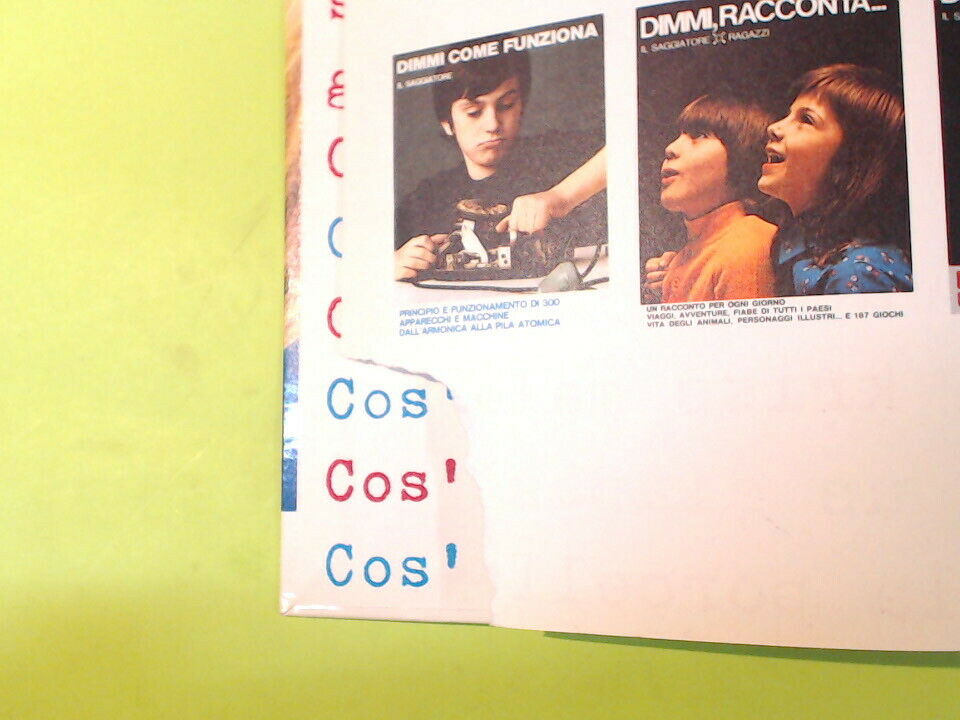 DIMMI COME FUNZIONA
IL SAGGIATORE
PRINCIPIO E FUNZIONAMENTO DI 300
APPARECCHI E MACCHINE
DALL'ARMONICA ALLA PILA ATOMICA
DIMMI, RACCONTA...
IL SAGGIATORE RAGAZZI
UN RACCONTO PER OGNI GIORNO
VIAGGI, AVVENTURE, FIABE DI TUTTI I PAESI
VITA DEGLI ANIMALI, PERSONAGGI ILLUSTRI... E 187 GIOCHI
Cos'
Cos'
Cos'